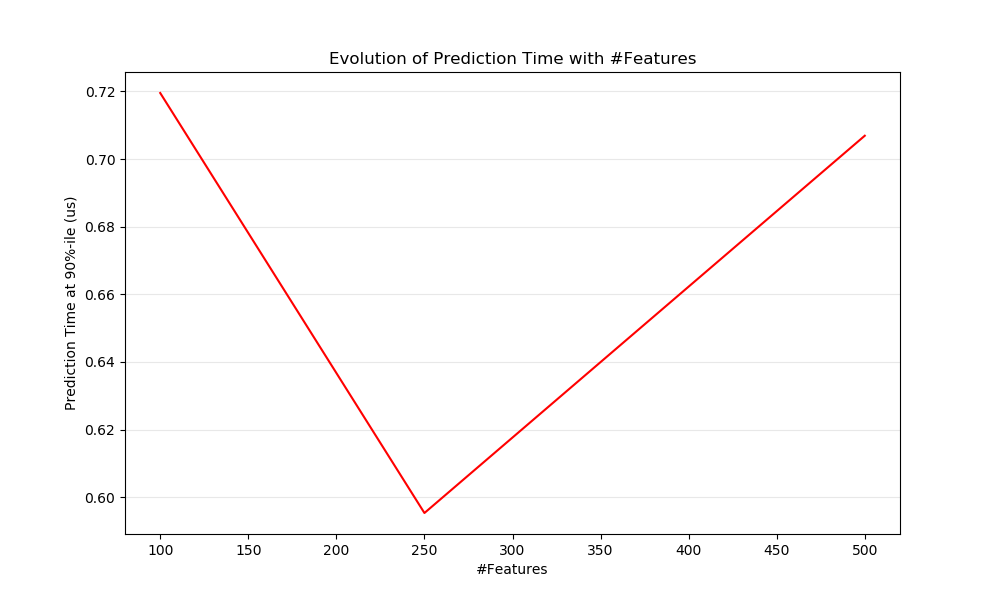 Evolution of Prediction Time with #Features
Prediction Time at 90%-ile (us)
0.72
0.70
0.68
0.66
0.64
0.62
0.60
100 150 200 250 300 350 400 450 500
#Features